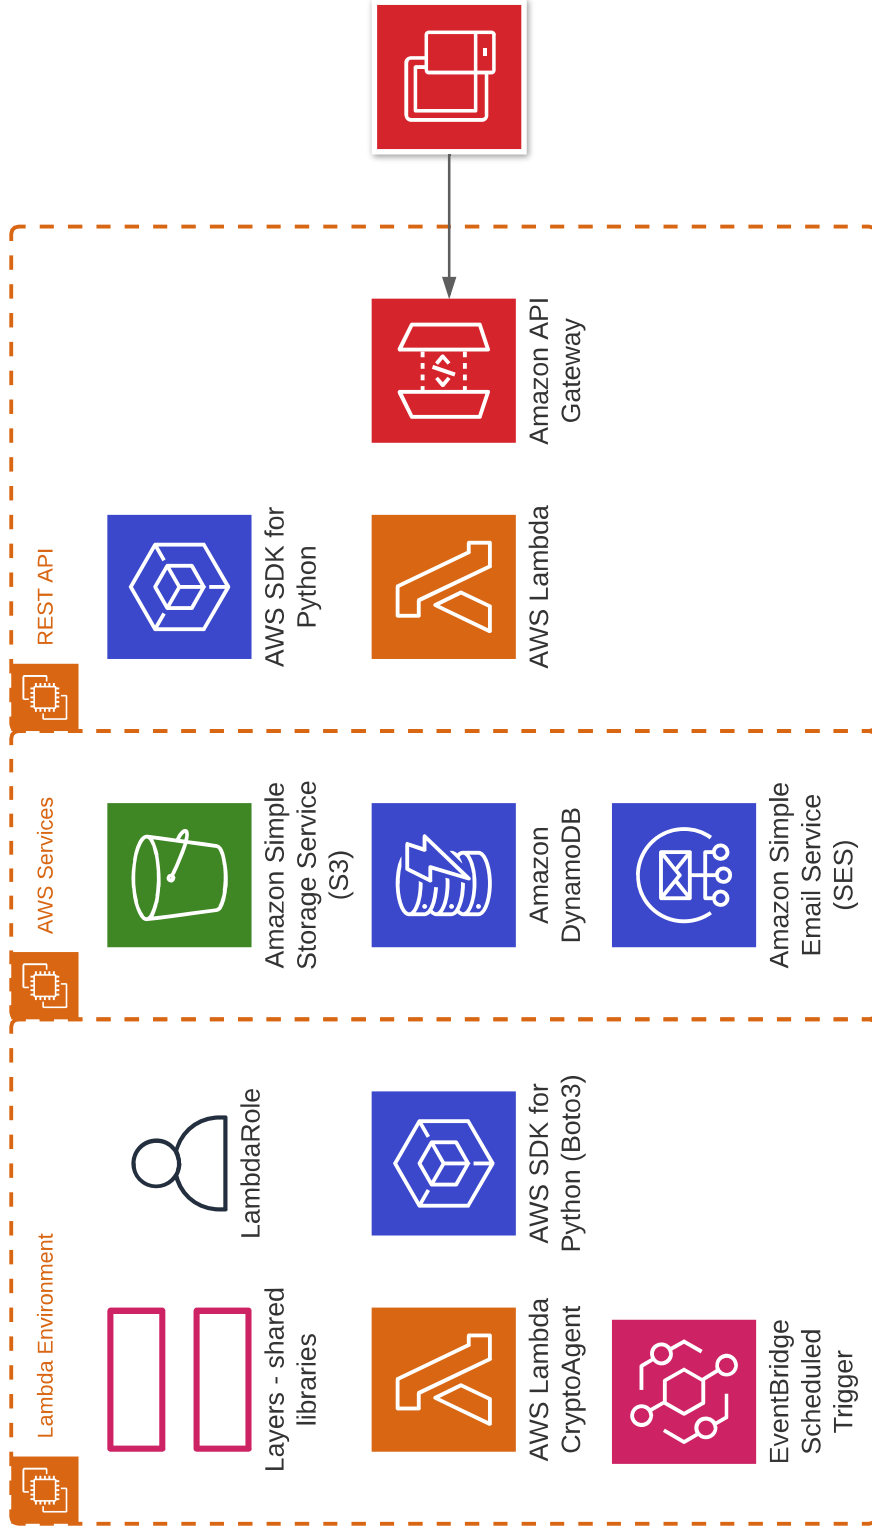 Lambda Environment
Layers - shared
libraries
LambdaRole
AWS Lambda
CryptoAgent
AWS SDK for
Python (Boto3)
EventBridge
Scheduled
Trigger
AWS Services
Amazon Simple
Storage Service
(S3)
Amazon
DynamoDB
Amazon Simple
Email Service
(SES)
REST API
AWS SDK for
Python
AWS Lambda
Amazon API
Gateway